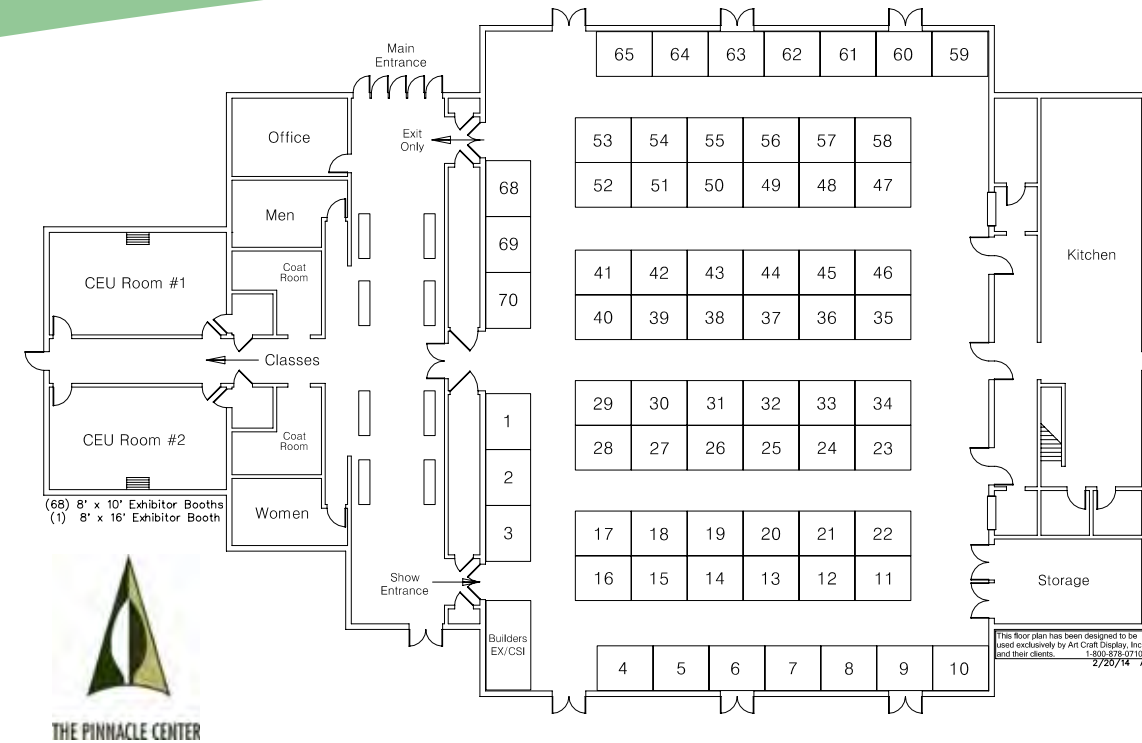 65 64 63 62 61 60 59
Main
Entrance
Office
Exit
Only
53 54 55 56 57 58
52 51 50 49 48 47
68
69
70
Men
Coat
Room
CEU Room #1
Kitchen
41 42 43 44 45 46
40 39 38 37 36 35
Classes
29 30 31 32 33 34
28 27 26 25 24 23
1
2
3
Coat
Room
CEU Room #2
(68) 8' x 10' Exhibitor Booths
(1) 8' x 16' Exhibitor Booth
Women
17 18 19 20 21 22
16 15 14 13 12 11
Show
Entrance
Storage
Builders
EX/CSI
4 5 6 7 8 9 10
This floor plan has been designed to be
used exclusively by Art Craft Display, Inc
and their clients. 1-800-878-0710
2/20/14
THE PINNACLE CENTER